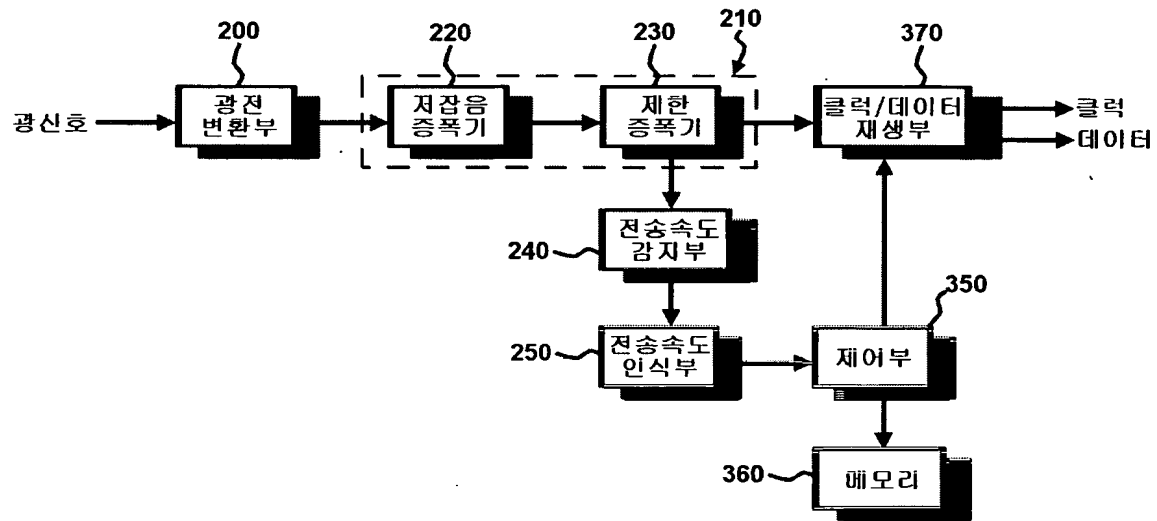 200
220
230
210
370
광신호
광전
변환부
저잡음
증폭기
제한
증폭기
클럭/데이터
재생부
클럭
데이터
240
전송속도
감지부
350
250
전송속도
인식부
제어부
360
메모리